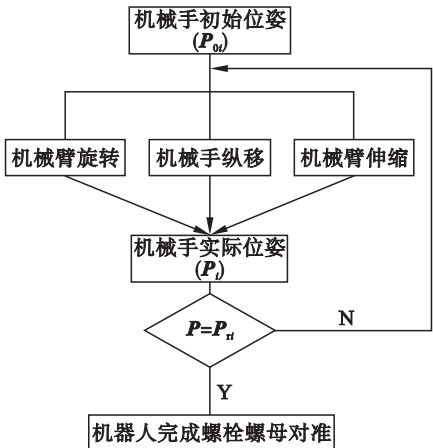 机械手初始位姿
(P0i)
机械臂旋转
机械手纵移
机械臂伸缩
机械手实际位姿
(Pi)
P=Pri
N
Y
机器人完成螺栓螺母对准